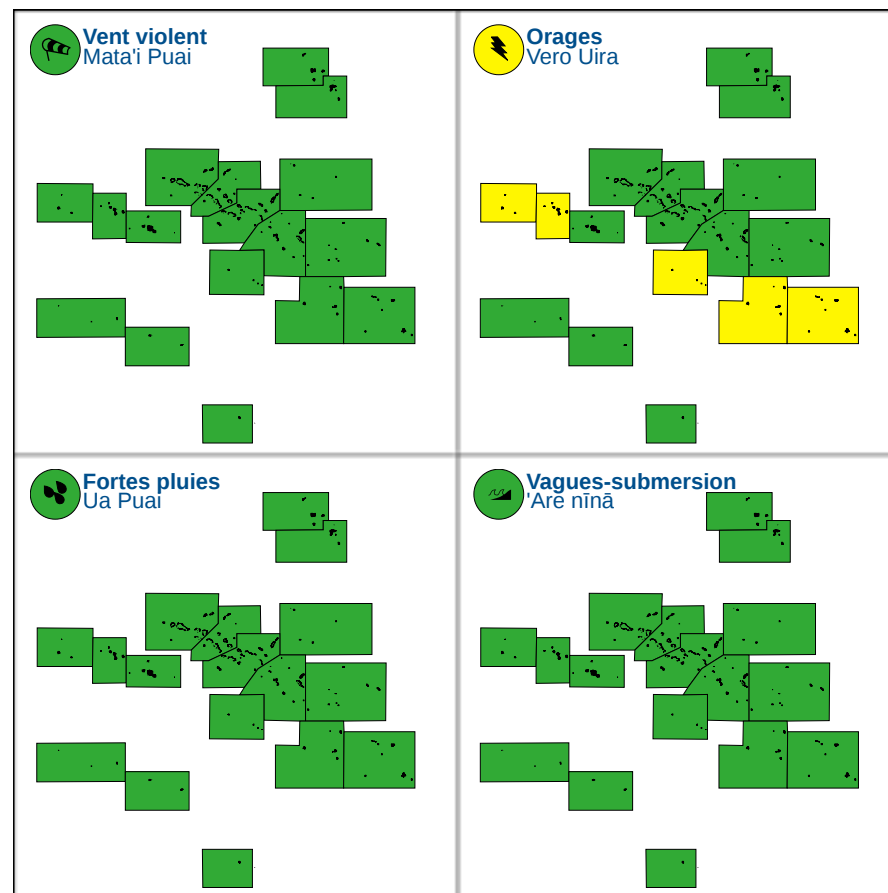 Vent violent
Mata'i Puai
Orages
Vero Uira
Fortes pluies
Ua Puai
Vagues-submersion
'Are nīnā